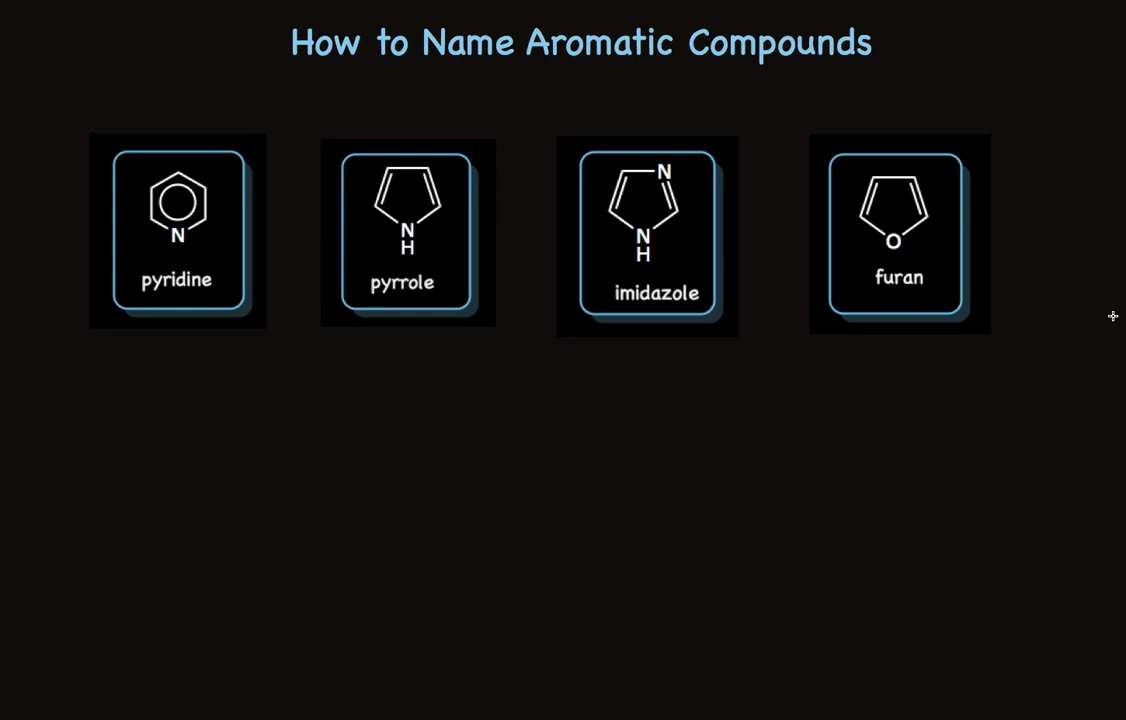 How to Name Aromatic Compounds
N
pyridine
N
H
pyrrole
N
N
H
imidazole
O
furan